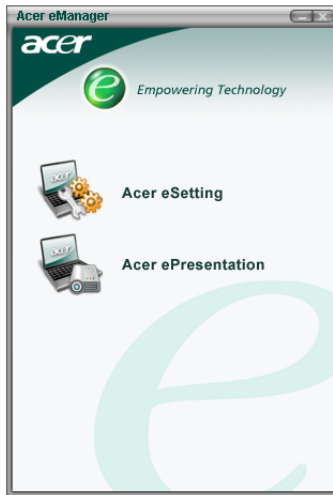 Acer eManager
acer
e Empowering Technology
Acer eSetting
Acer ePresentation